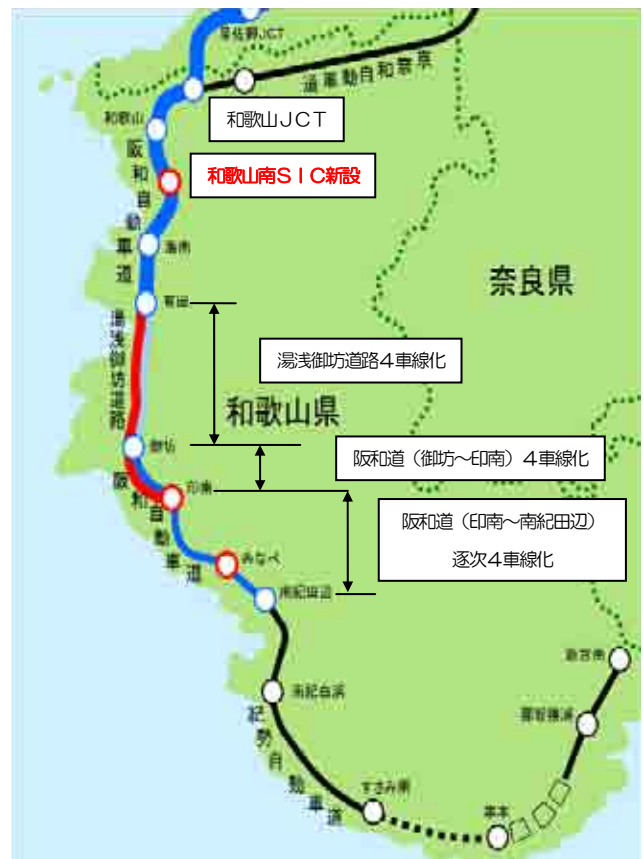 泉佐野JCT
京奈和自動車道
和歌山JCT
和歌山
阪和自動車道
和歌山南SIC新設
海南
有田
奈良県
湯浅御坊道路
湯浅御坊道路4車線化
和歌山県
御坊
阪和道（御坊～印南）4車線化
印南
阪和自動車道
阪和道（印南～南紀田辺）
逐次4車線化
みなべ
南紀田辺
新宮南
南紀白浜
那智勝浦
紀勢自動車道
すさみ南
串本